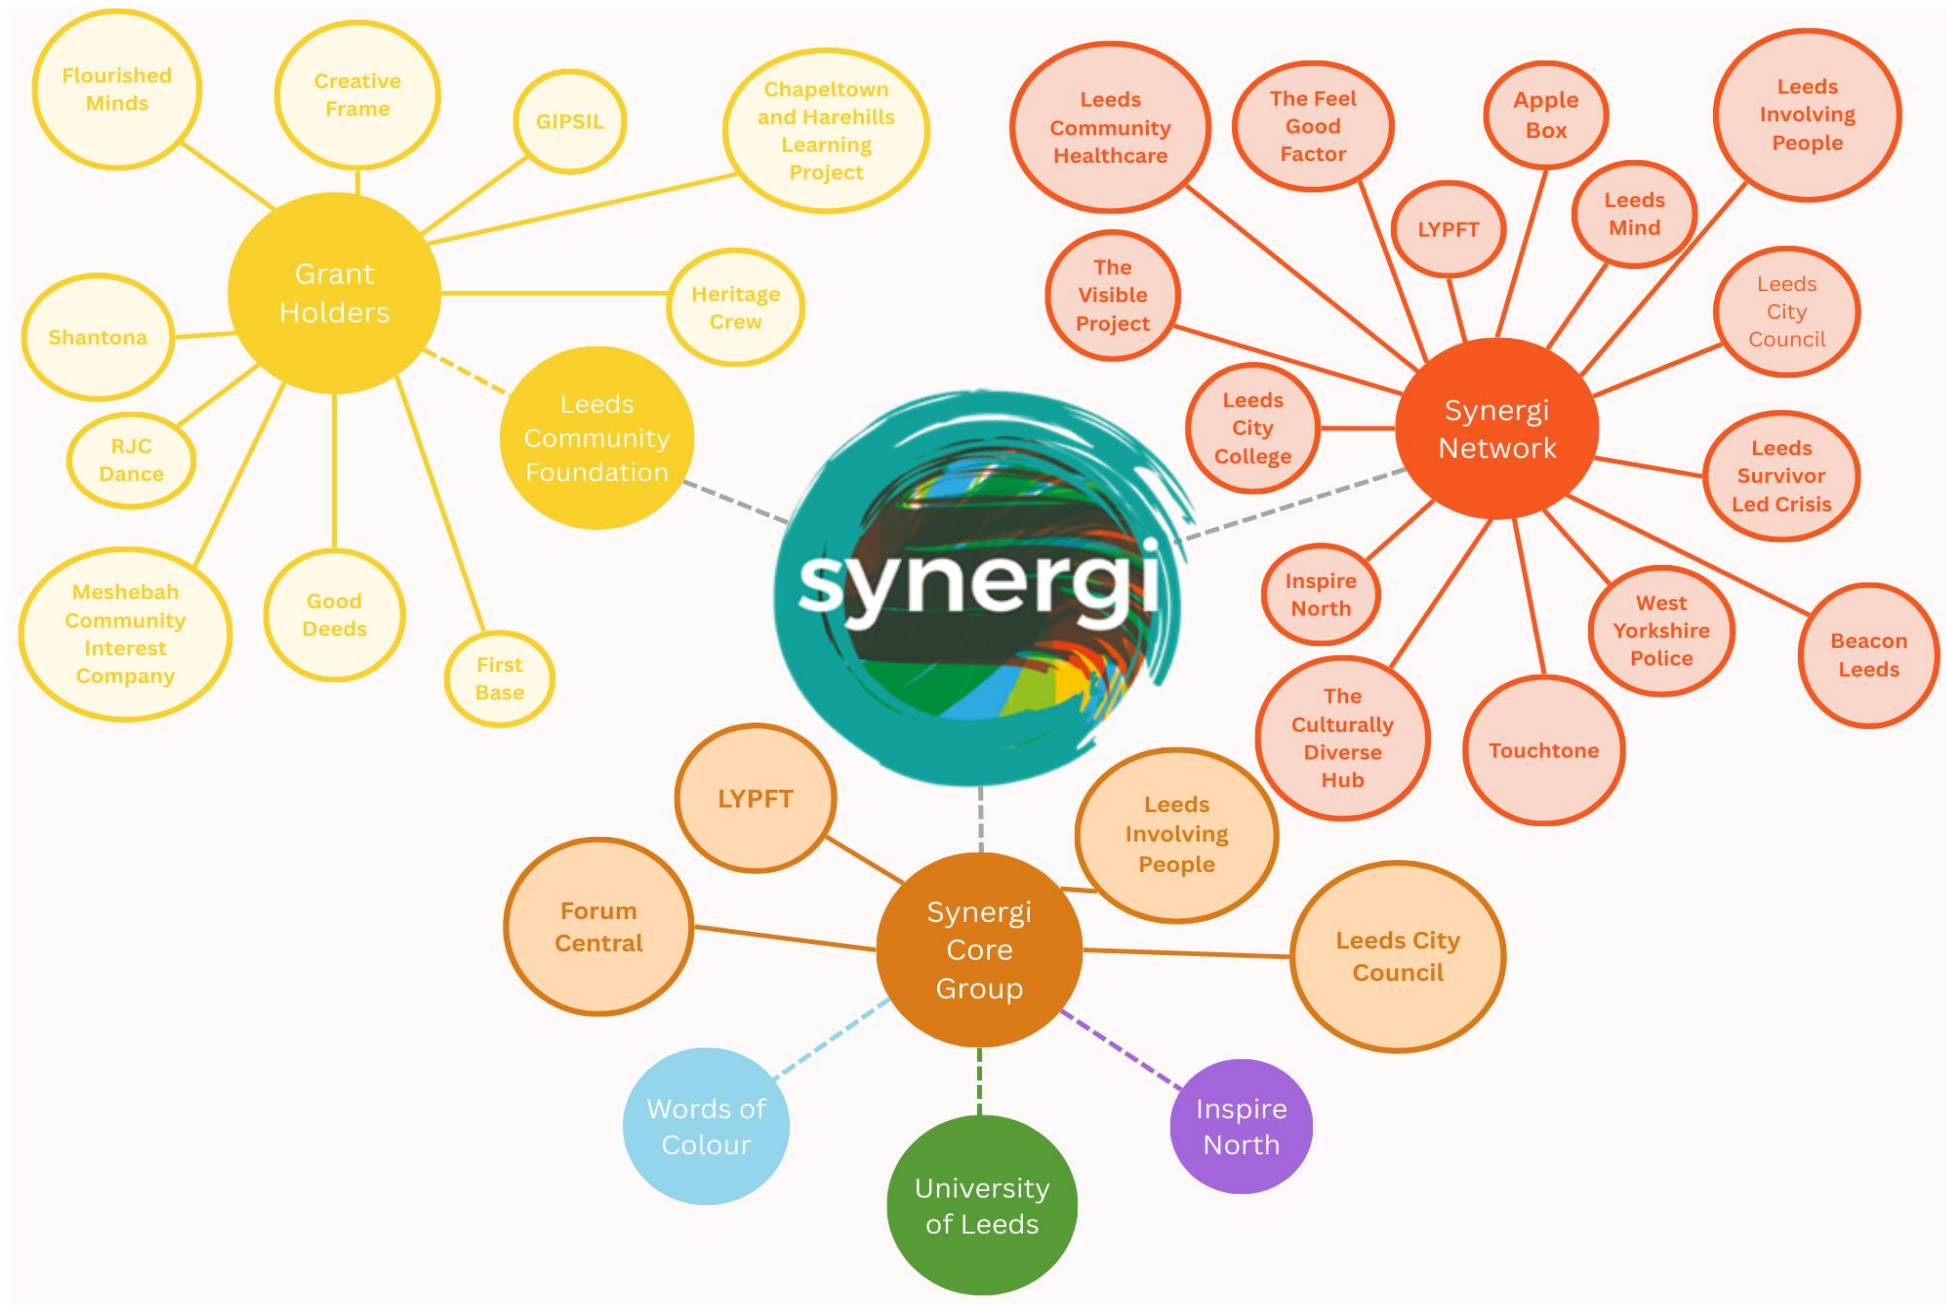 Flourished
Minds
Creative
Frame
GIPSIL
Chapeltown
and Harehills
Learning
Project
Grant
Holders
Heritage
Crew
Shantona
RJC
Dance
Meshebah
Community
Interest
Company
Good
Deeds
First
Base
Leeds
Community
Foundation
synergi
Leeds
Community
Healthcare
The Feel
Good
Factor
Apple
Box
Leeds
Involving
People
LYPFT
Leeds
Mind
The
Visible
Project
Leeds
City
Council
Leeds
City
College
Synergi
Network
Leeds
Survivor
Led Crisis
Inspire
North
West
Yorkshire
Police
Beacon
Leeds
The
Culturally
Diverse
Hub
Touchtone
LYPFT
Leeds
Involving
People
Forum
Central
Synergi
Core
Group
Leeds City
Council
Words of
Colour
University
of Leeds
Inspire
North